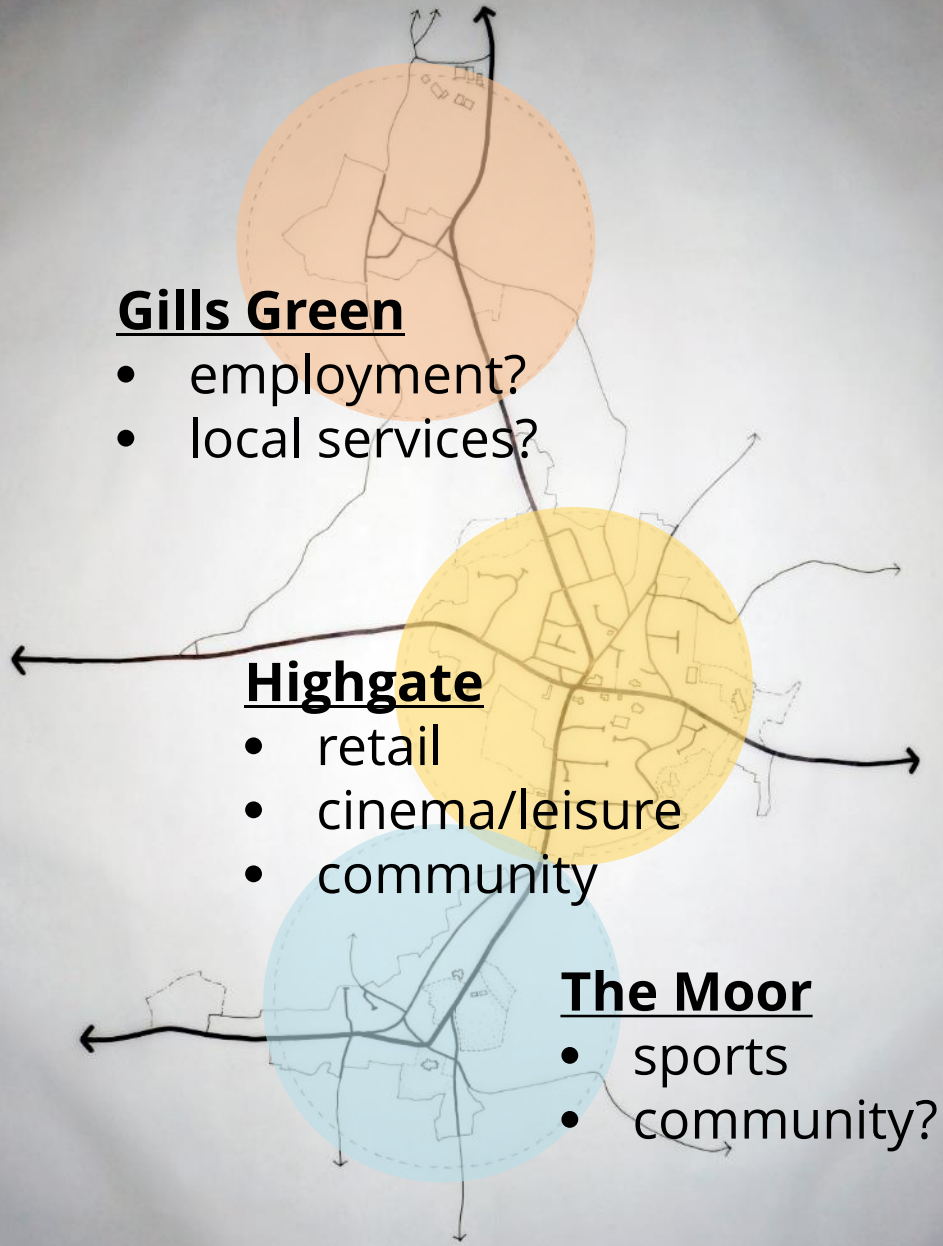 Gills Green
• employment?
• local services?
Highgate
• retail
• cinema/leisure
• community
The Moor
• sports
• community?